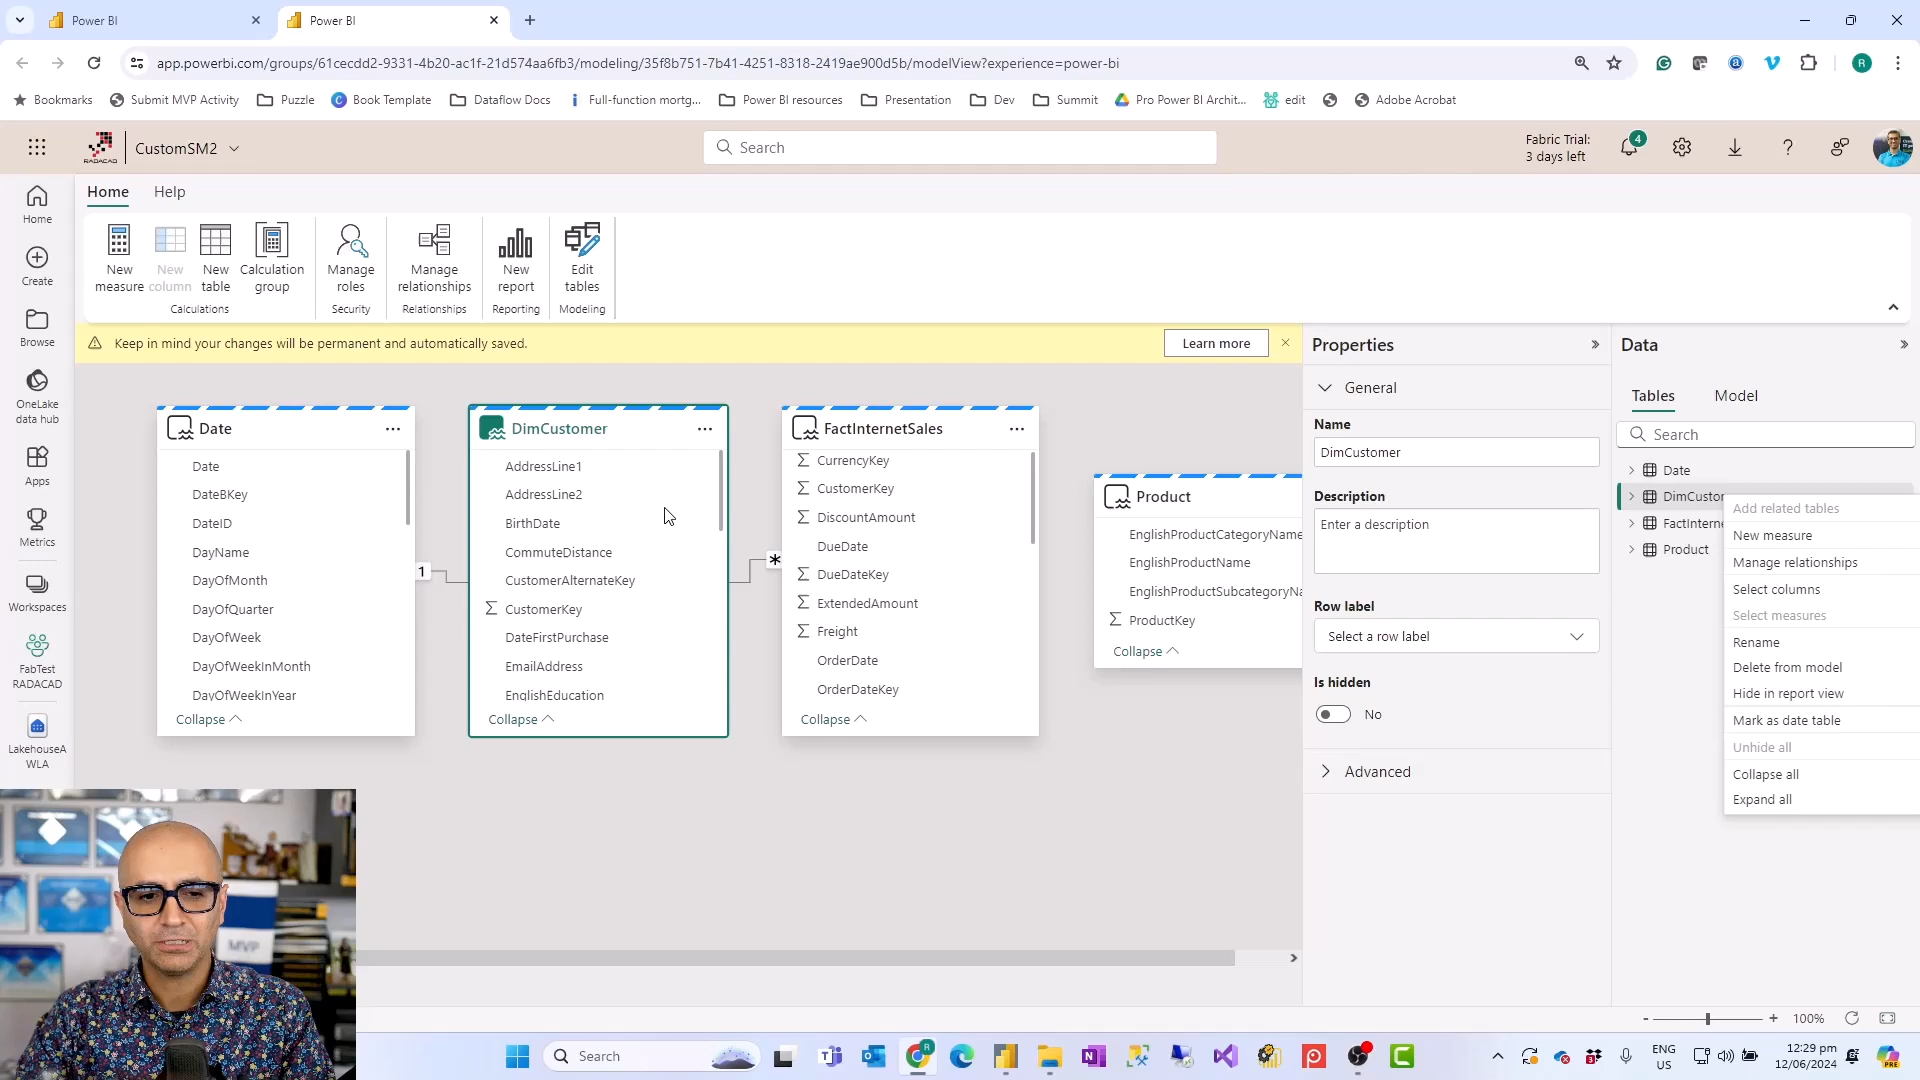 Power BI
Power BI
app.powerbi.com/groups/61cecdd2-9331-4b20-ac1f-21d574aa6fb3/modeling/35f8b751-7b41-4251-8318-2419ae900d5b/modelView?experience=power-bi
R
Bookmarks
Submit MVP Activity
Puzzle
Book Template
Dataflow Docs
Full-function mortg...
Power BI resources
Presentation
Dev
Summit
Pro Power BI Archit...
edit
Adobe Acrobat
RADACAD
CustomSM2
Search
Fabric Trial:
3 days left
4
Home
Help
Home
Create
Browse
OneLake
data hub
Apps
Metrics
Workspaces
FabTest
RADACAD
LakehouseA
WLA
New
measure
New
column
New
table
Calculation
group
Calculations
Manage
roles
Security
Manage
relationships
Relationships
New
report
Reporting
Edit
tables
Modeling
Keep in mind your changes will be permanent and automatically saved.
Learn more
Date
Date
DateBKey
DateID
DayName
DayOfMonth
DayOfQuarter
DayOfWeek
DayOfWeekInMonth
DayOfWeekInYear
Collapse
1
DimCustomer
AddressLine1
AddressLine2
BirthDate
CommuteDistance
CustomerAlternateKey
CustomerKey
DateFirstPurchase
EmailAddress
EnglishEducation
Collapse
*
FactInternetSales
CurrencyKey
CustomerKey
DiscountAmount
DueDate
DueDateKey
ExtendedAmount
Freight
OrderDate
OrderDateKey
Collapse
Product
EnglishProductCategoryName
EnglishProductName
EnglishProductSubcategoryNa
ProductKey
Collapse
Properties
General
Name
DimCustomer
Description
Enter a description
Row label
Select a row label
Is hidden
No
Advanced
Data
Tables
Model
Search
Date
DimCustor
FactInterne
Product
Add related tables
New measure
Manage relationships
Select columns
Select measures
Rename
Delete from model
Hide in report view
Mark as date table
Unhide all
Collapse all
Expand all
MVP
100%
Search
ENG
US
12:29 pm
12/06/2024